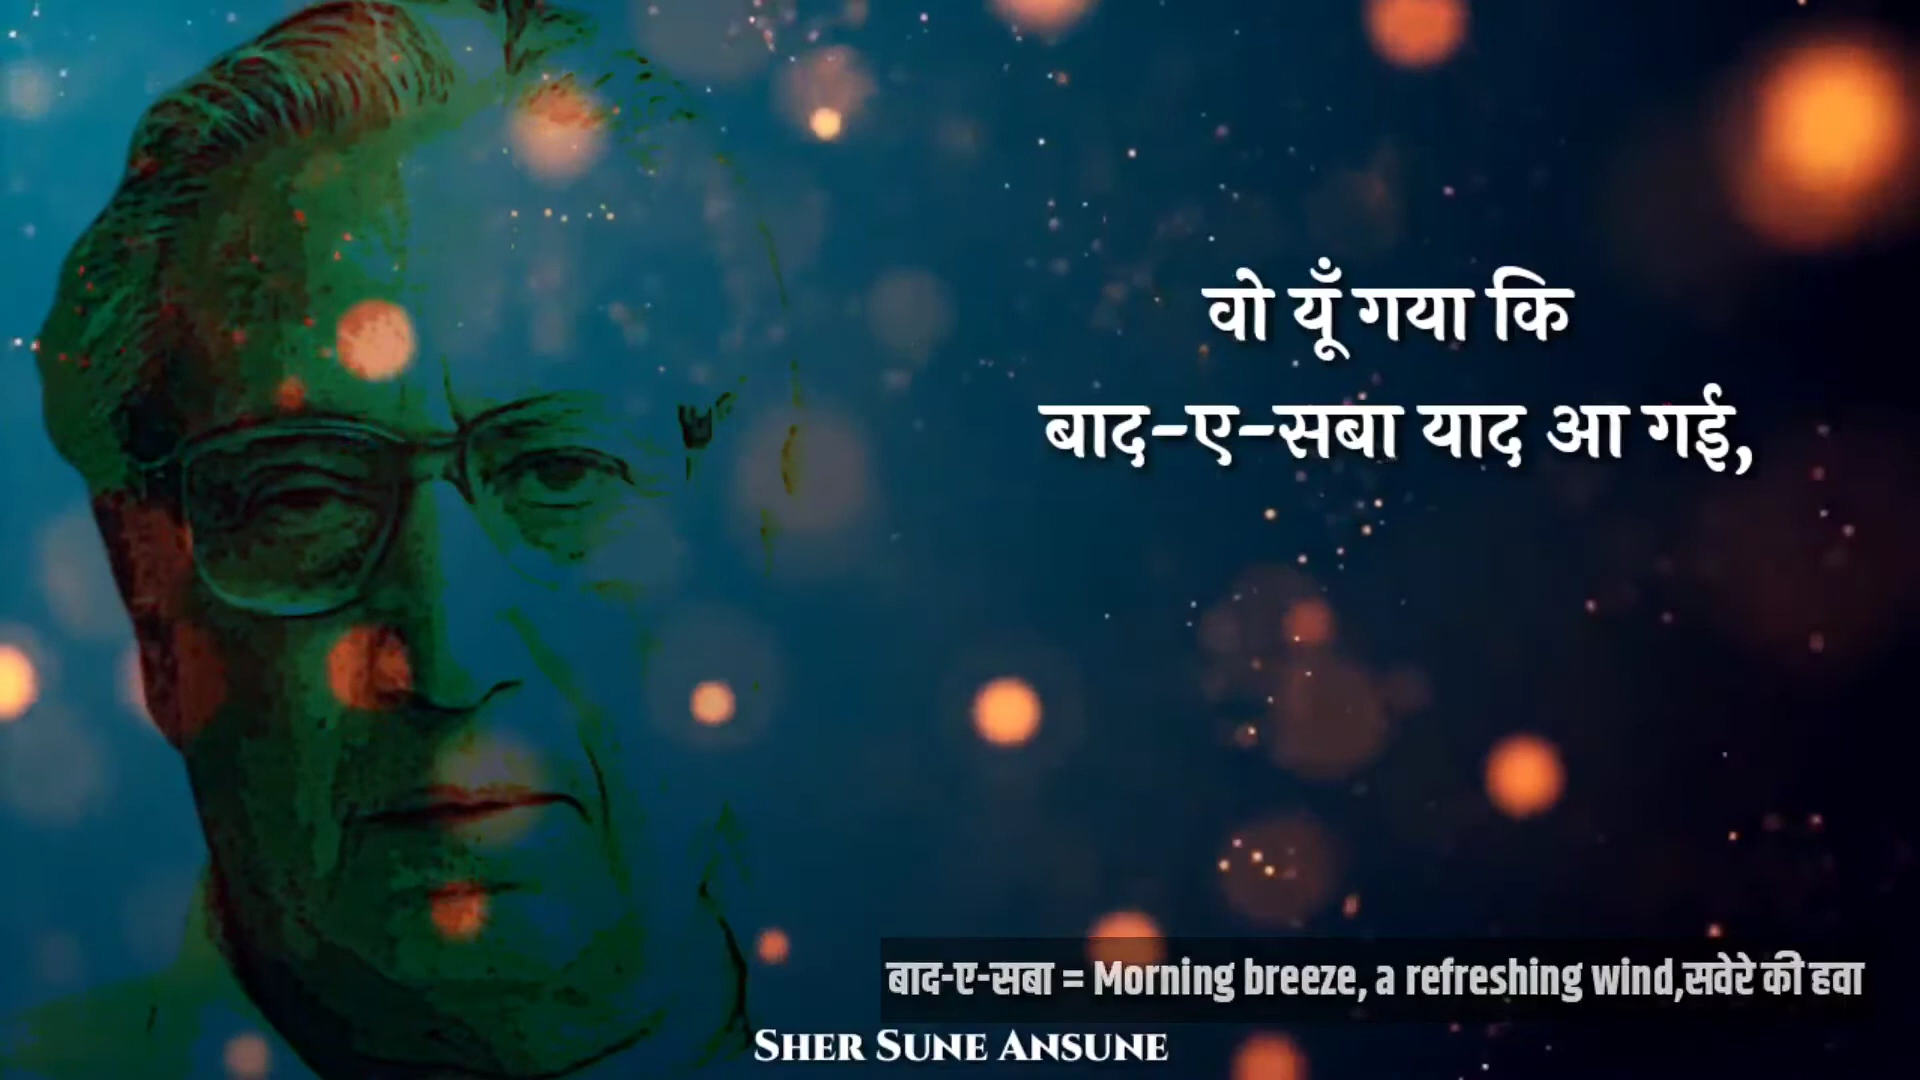 वो यूँ गया कि
बाद-ए-सबा याद आ गई,
बाद-ए-सबा = Morning breeze, a refreshing wind,सवेरे की हवा
SHER SUNE ANSUNE